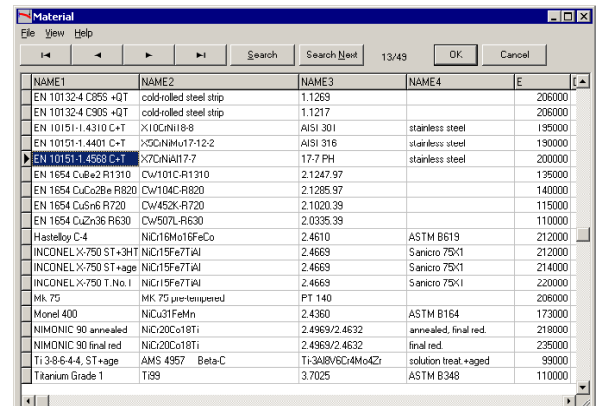 Material
File View Help
Search Search Next 13/49 OK Cancel
NAME1 NAME2 NAME3 NAME4 E
EN 10132-4 C85S +QT cold-rolled steel strip 1.1269 206000
EN 10132-4 C90S +QT cold-rolled steel strip 1.1217 206000
EN 10151-1.4310 C+T X10CrNi18-8 AISI 301 stainless steel 195000
EN 10151-1.4401 C+T X5CrNiMo17-12-2 AISI 316 stainless steel 190000
EN 10151-1.4568 C+T X7CrNiAl17-7 17-7 PH stainless steel 200000
EN 1654 CuBe2 R1310 CW101C-R1310 2.1247.97 135000
EN 1654 CuCo2Be R820 CW104C-R820 2.1285.97 140000
EN 1654 CuSn6 R720 CW452K-R720 2.1020.39 115000
EN 1654 CuZn36 R630 CW507L-R630 2.0335.39 110000
Hastelloy C-4 NiCr16Mo16FeCo 2.4610 ASTM B619 212000
INCONEL X-750 ST+3HT NiCr15Fe7TiAl 2.4669 Sanicro 75X1 212000
INCONEL X-750 ST+age NiCr15Fe7TiAl 2.4669 Sanicro 75X1 214000
INCONEL X-750 T.No.1 NiCr15Fe7TiAl 2.4669 Sanicro 75X1 220000
Mk 75 MK 75 pre-tempered PT 140 206000
Monel 400 NiCu31FeMn 2.4360 ASTM B164 173000
NIMONIC 90 annealed NiCr20Co18Ti 2.4969/2.4632 annealed, final red. 218000
NIMONIC 90 final red NiCr20Co18Ti 2.4969/2.4632 final red. 235000
Ti 3-8-6-4-4, ST+age AMS 4957 Beta-C Ti-3Al8V6Cr4Mo4Zr solution treat.+aged 99000
Titanium Grade 1 Ti99 3.7025 ASTM B348 110000